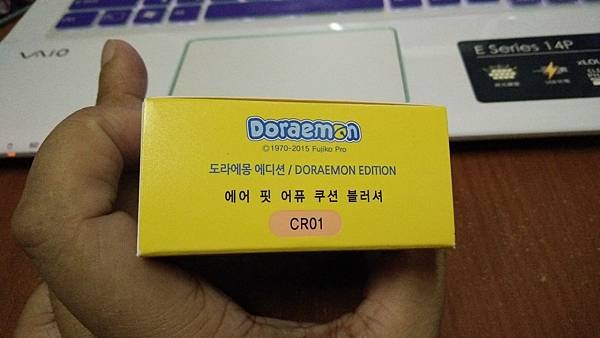 VAIO
E Series 14P
xLOU
Doraemon
©1970-2015 Fujiko Pro
도라에몽 에디션 / DORAEMON EDITION
에어 핏 어퓨 쿠션 블러셔
CR01